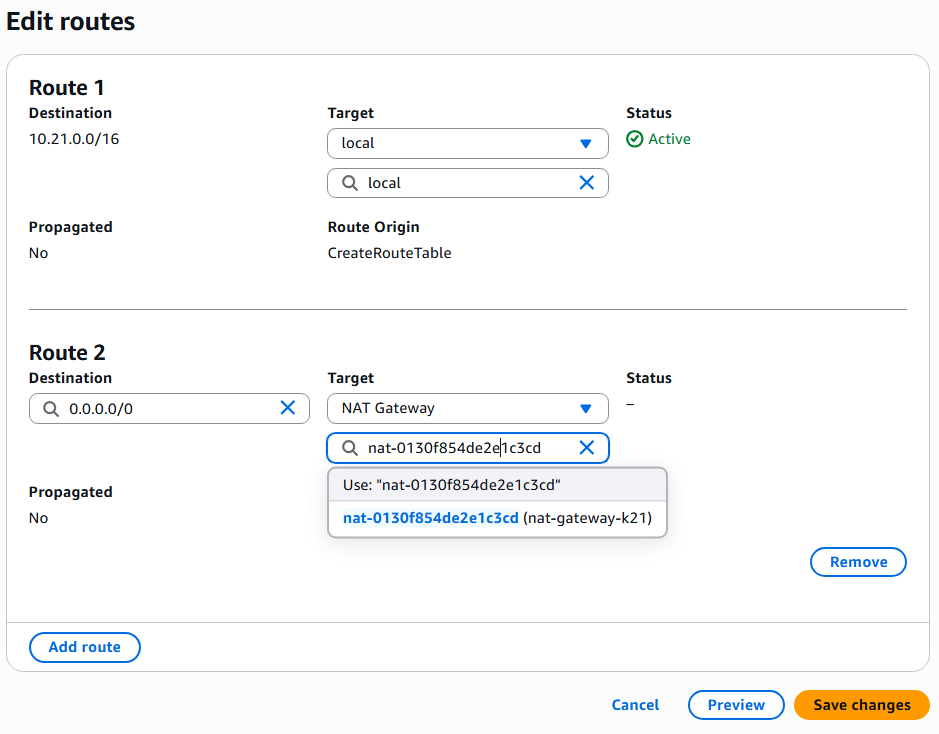 Edit routes
Route 1
Destination
Target
Status
10.21.0.0/16
local
Active
local
Propagated
Route Origin
No
CreateRouteTable
Route 2
Destination
Target
Status
0.0.0.0/0
NAT Gateway
–
nat-0130f854de2e1c3cd
Use: "nat-0130f854de2e1c3cd"
Propagated
No
nat-0130f854de2e1c3cd (nat-gateway-k21)
Remove
Add route
Cancel
Preview
Save changes